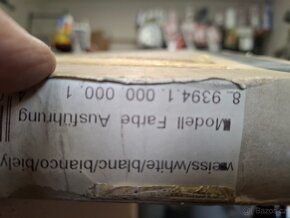 weiss/white/blanc/bianco/biely
Modell Farbe Ausführung
8.9394.1.000.000.1